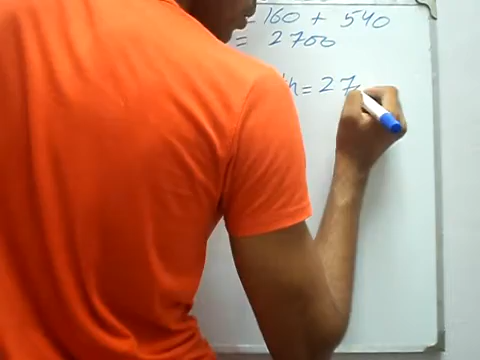 = 160 + 540
= 2700
h = 27